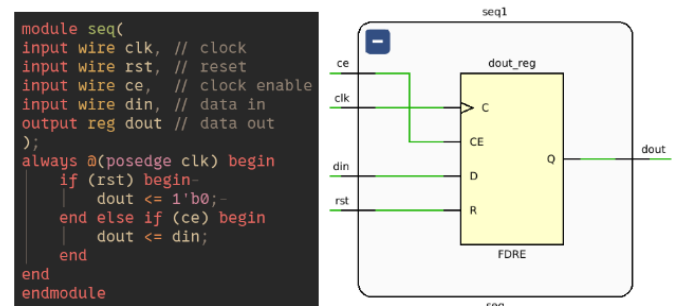 module seq(
input wire clk, // clock
input wire rst, // reset
input wire ce, // clock enable
input wire din, // data in
output reg dout // data out
);
always @(posedge clk) begin
if (rst) begin-
dout <= 1'b0;-
end else if (ce) begin
dout <= din;
end
end
endmodule
seq1
ce
clk
din
rst
dout_reg
C
CE
D
R
Q
FDRE
dout
seq